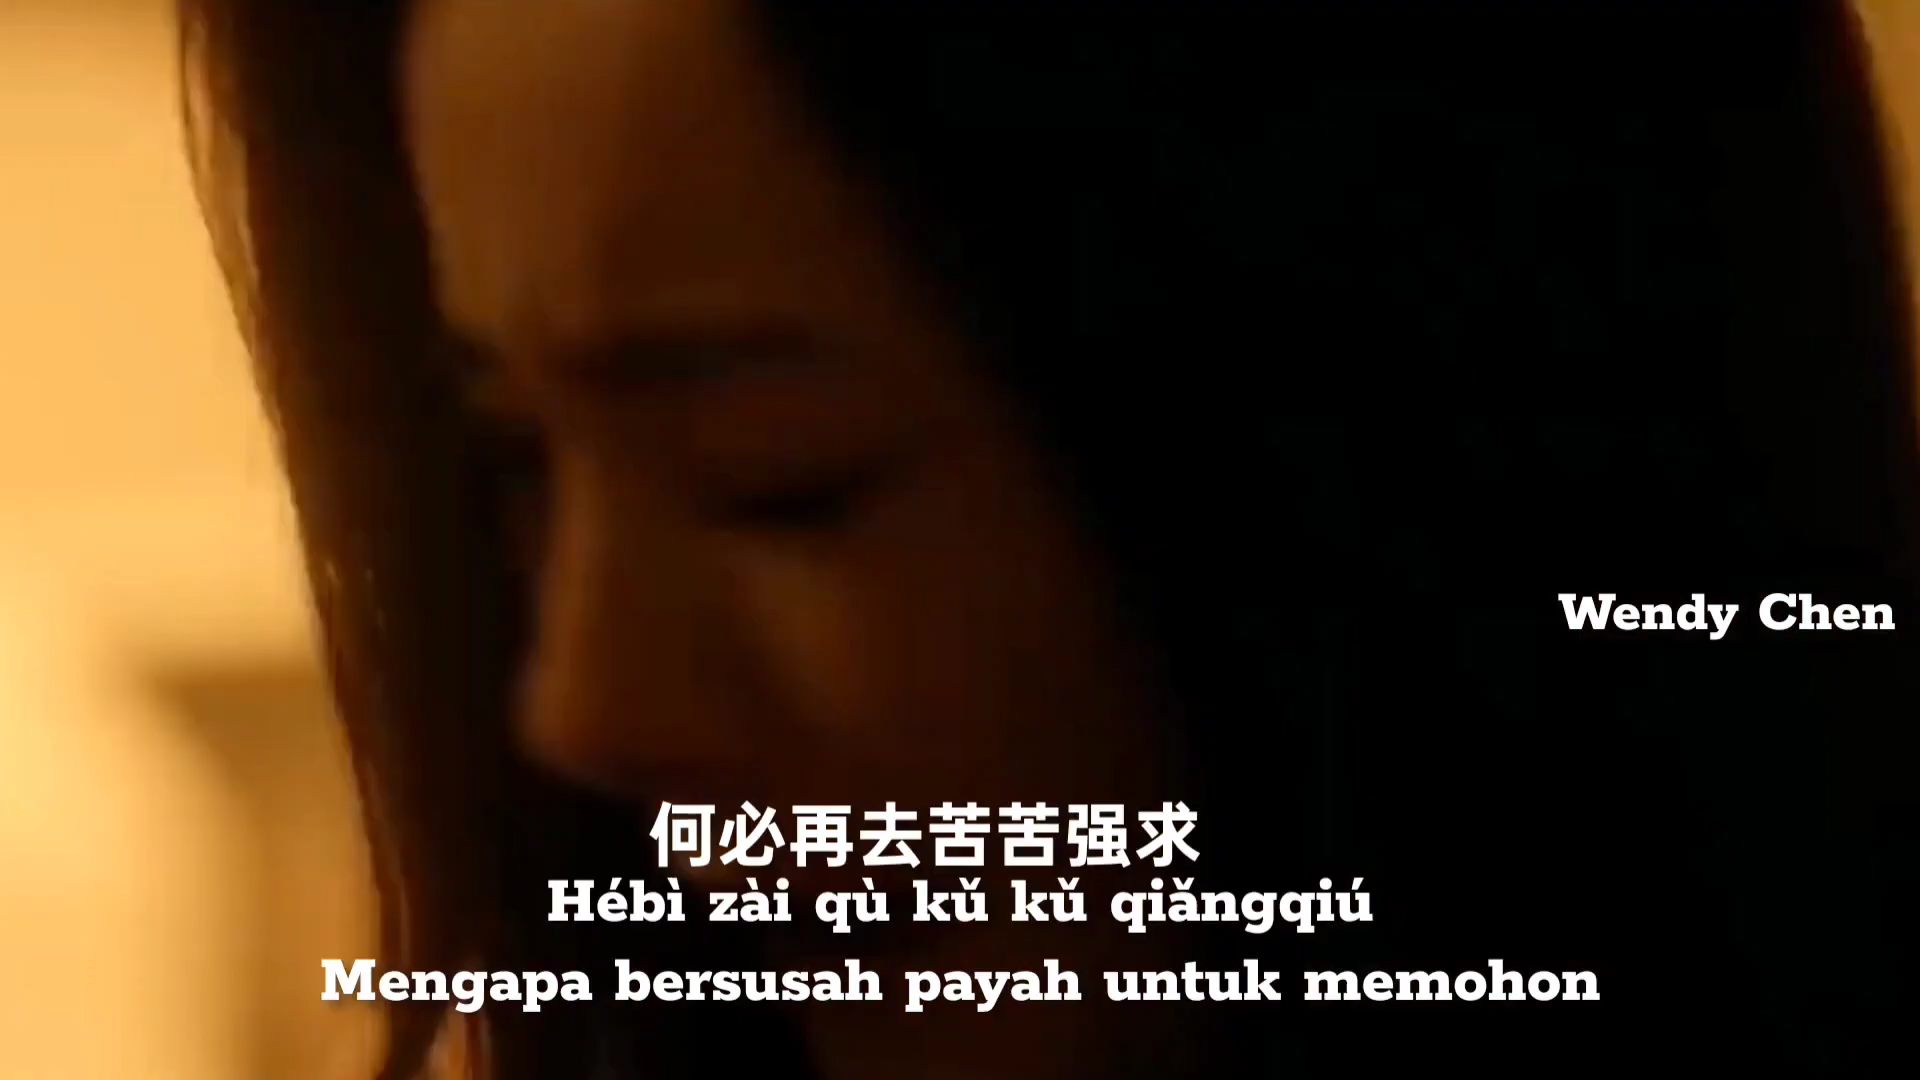 Wendy Chen
何必再去苦苦强求
Hébì zài qù kǔ kǔ qiǎngqiú
Mengapa bersusah payah untuk memohon